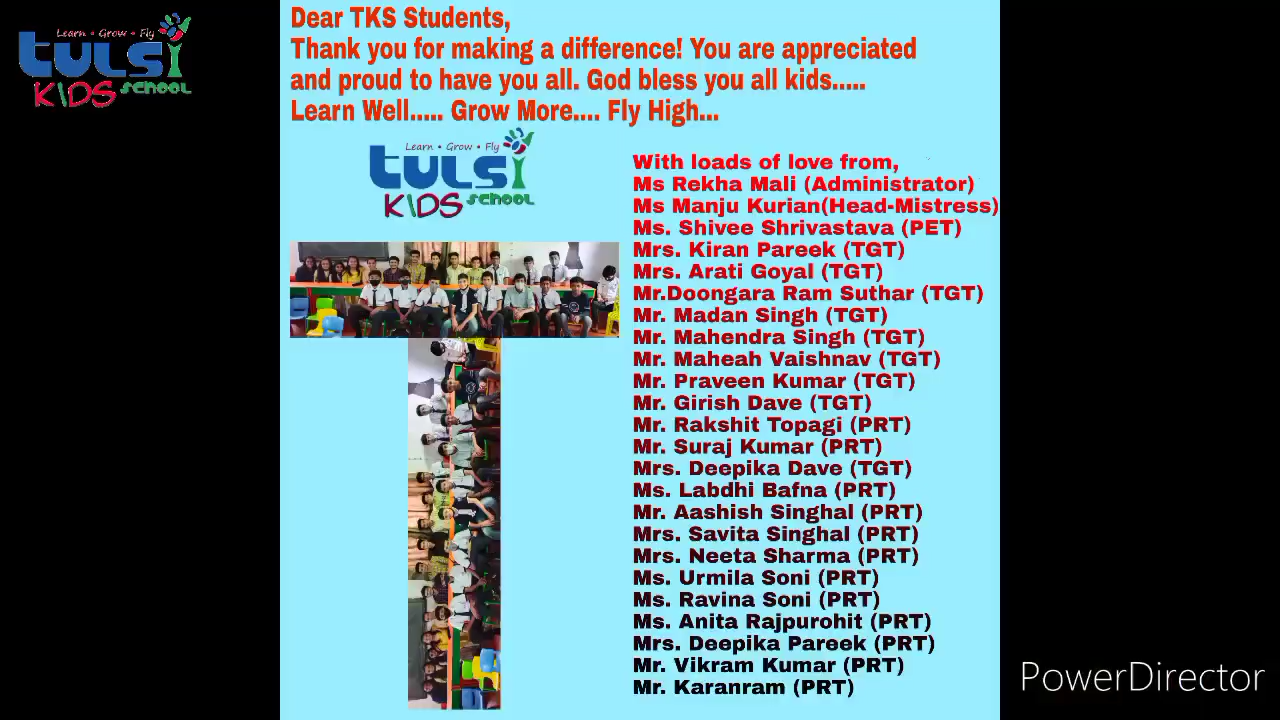 Learn • Grow • Fly
tulsi
KIDS SCHOOL
Dear TKS Students,
Thank you for making a difference! You are appreciated
and proud to have you all. God bless you all kids.....
Learn Well..... Grow More.... Fly High...
Learn • Grow • Fly
tulsi
KIDS SCHOOL
With loads of love from,
Ms Rekha Mali (Administrator)
Ms Manju Kurian(Head-Mistress)
Ms. Shivee Shrivastava (PET)
Mrs. Kiran Pareek (TGT)
Mrs. Arati Goyal (TGT)
Mr.Doongara Ram Suthar (TGT)
Mr. Madan Singh (TGT)
Mr. Mahendra Singh (TGT)
Mr. Maheah Vaishnav (TGT)
Mr. Praveen Kumar (TGT)
Mr. Girish Dave (TGT)
Mr. Rakshit Topagi (PRT)
Mr. Suraj Kumar (PRT)
Mrs. Deepika Dave (TGT)
Ms. Labdhi Bafna (PRT)
Mr. Aashish Singhal (PRT)
Mrs. Savita Singhal (PRT)
Mrs. Neeta Sharma (PRT)
Ms. Urmila Soni (PRT)
Ms. Ravina Soni (PRT)
Ms. Anita Rajpurohit (PRT)
Mrs. Deepika Pareek (PRT)
Mr. Vikram Kumar (PRT)
Mr. Karanram (PRT)
PowerDirector